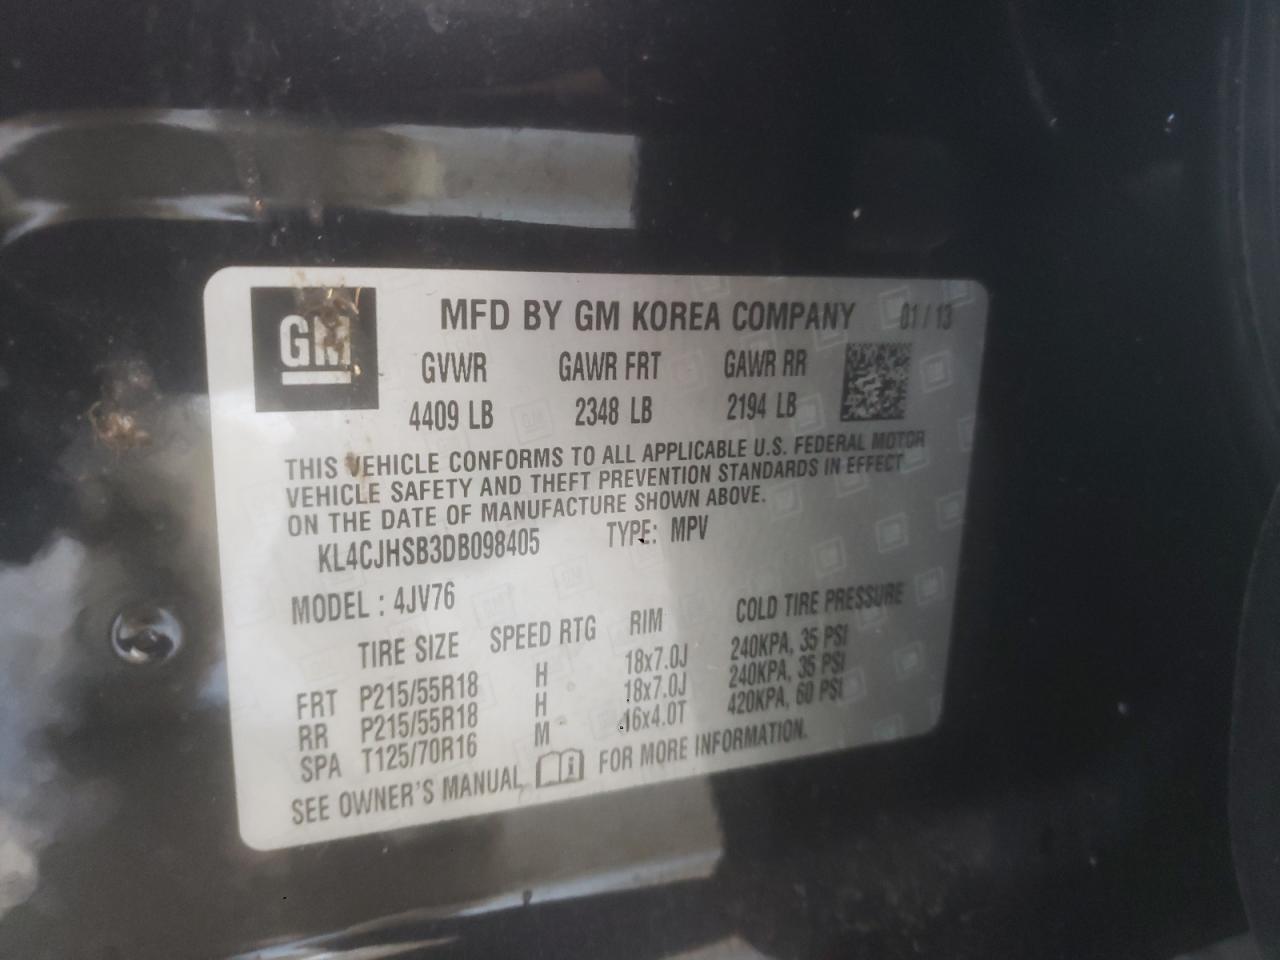 GM
MFD BY GM KOREA COMPANY 01 / 13
GVWR GAWR FRT GAWR RR
4409 LB 2348 LB 2194 LB
THIS VEHICLE CONFORMS TO ALL APPLICABLE U.S. FEDERAL MOTOR
VEHICLE SAFETY AND THEFT PREVENTION STANDARDS IN EFFECT
ON THE DATE OF MANUFACTURE SHOWN ABOVE.
KL4CJHSB3DB098405 TYPE: MPV
MODEL : 4JV76
TIRE SIZE SPEED RTG RIM COLD TIRE PRESSURE
FRT P215/55R18 H 18x7.0J 240KPA, 35 PSI
RR P215/55R18 H 18x7.0J 240KPA, 35 PSI
SPA T125/70R16 M 16x4.0T 420KPA, 60 PSI
SEE OWNER'S MANUAL FOR MORE INFORMATION.